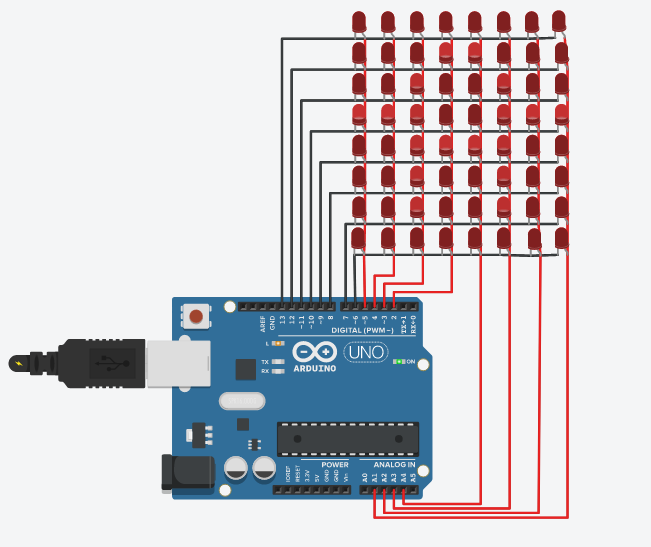 AREF
GND
13
12
~11
~10
~9
8
7
~6
~5
4
~3
2
TX→1
RX←0
DIGITAL (PWM~)
L
TX
RX
ARDUINO
UNO
ON
POWER
ANALOG IN
IOREF
RESET
3.3V
5V
GND
GND
Vin
A0
A1
A2
A3
A4
A5